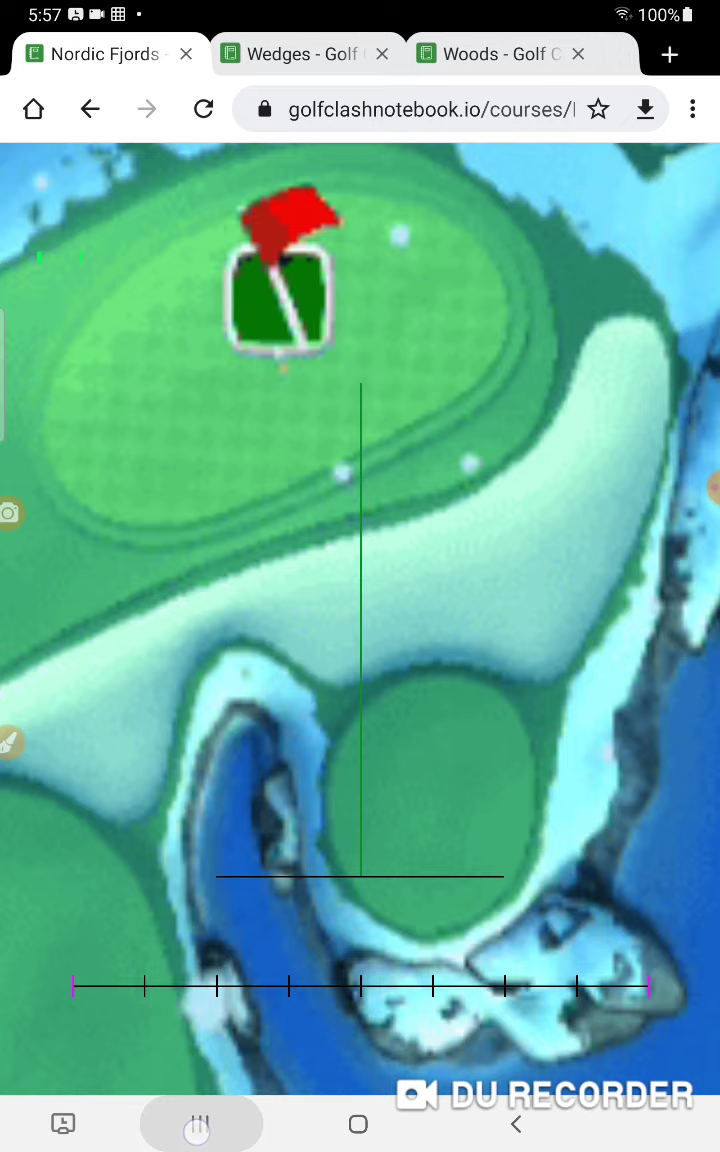 5:57 100%
Nordic Fjords - Wedges - Golf Woods - Golf C
golfclashnotebook.io/courses/
DU RECORDER